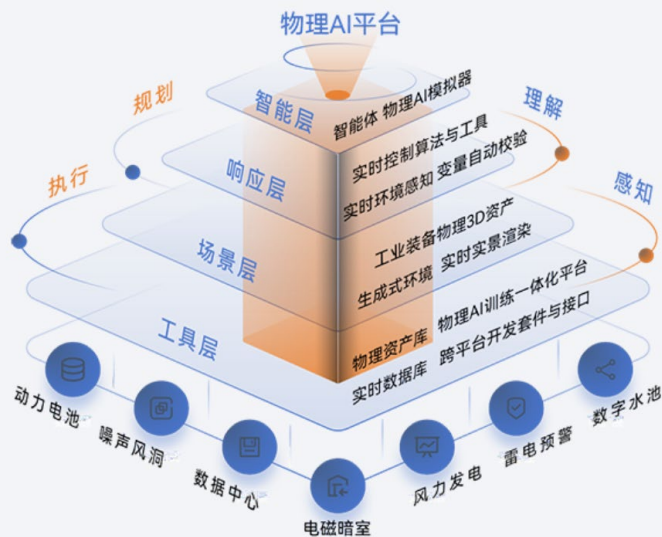 物理AI平台
规划
执行
理解
感知
智能层
智能体 物理AI模拟器
响应层
实时控制算法与工具
实时环境感知 变量自动校验
场景层
工业装备物理3D资产
生成式环境 实时实景渲染
工具层
物理资产库 物理AI训练一体化平台
实时数据库 跨平台开发套件与接口
动力电池
噪声风洞
数据中心
电磁暗室
风力发电
雷电预警
数字水池